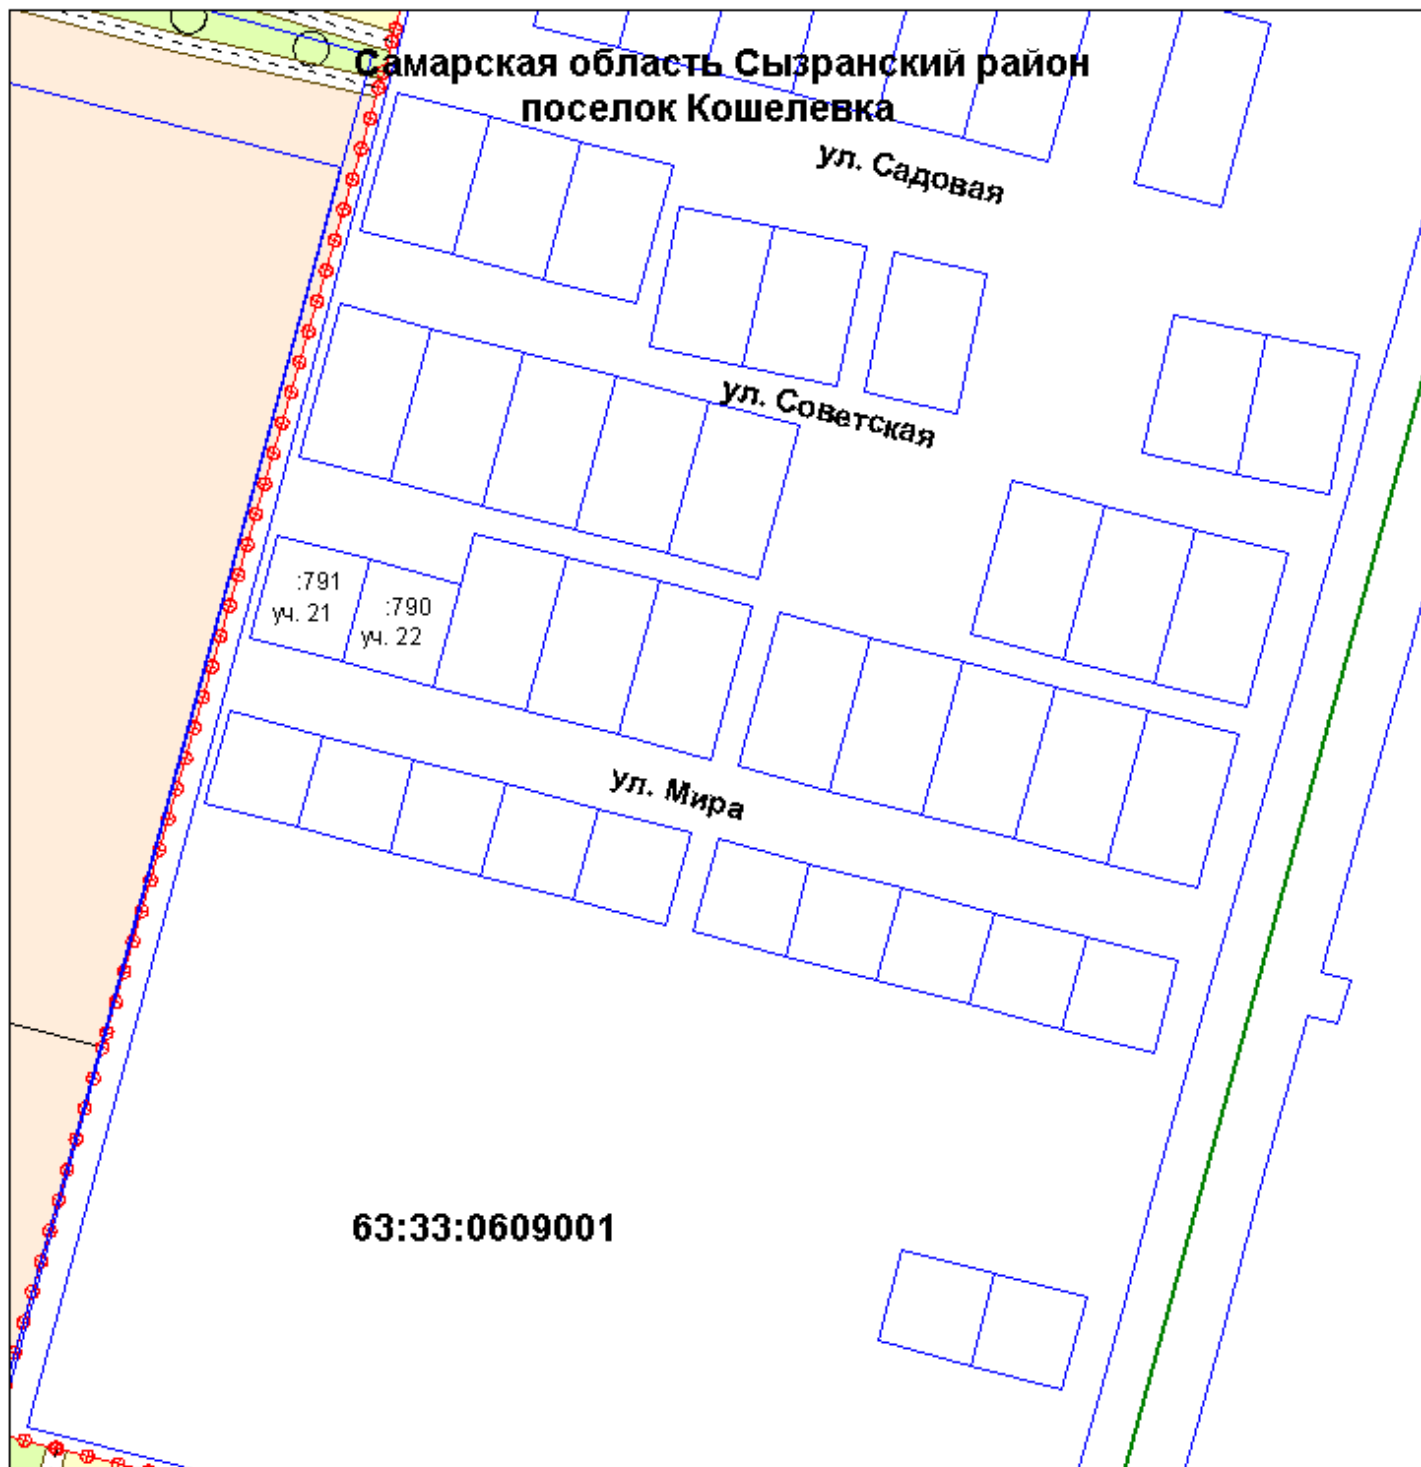 Самарская область Сызранский район
поселок Кошелевка
ул. Садовая
ул. Советская
:791
уч. 21
:790
уч. 22
ул. Мира
63:33:0609001